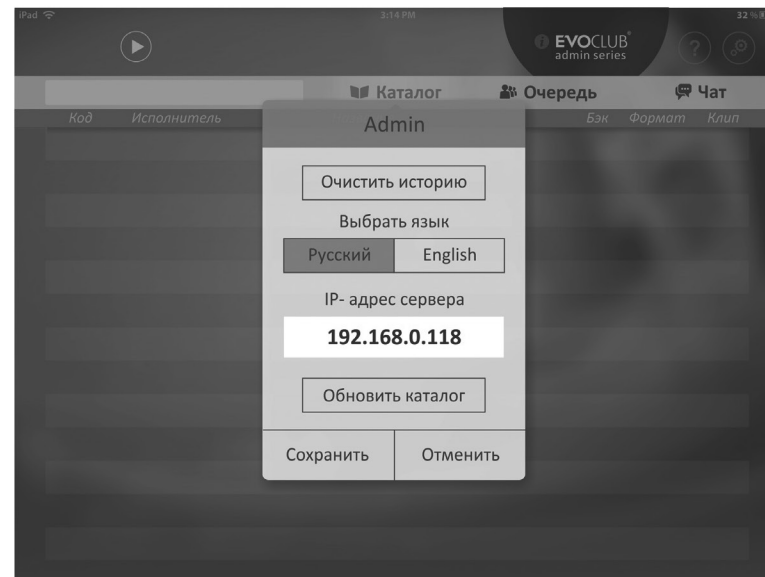 iPad 3:14 PM 32 %
EVOCLUB®
admin series
?
Каталог Очередь Чат
Код Исполнитель Бэк Формат Клип
Admin
Очистить историю
Выбрать язык
Русский English
IP- адрес сервера
192.168.0.118
Обновить каталог
Сохранить Отменить